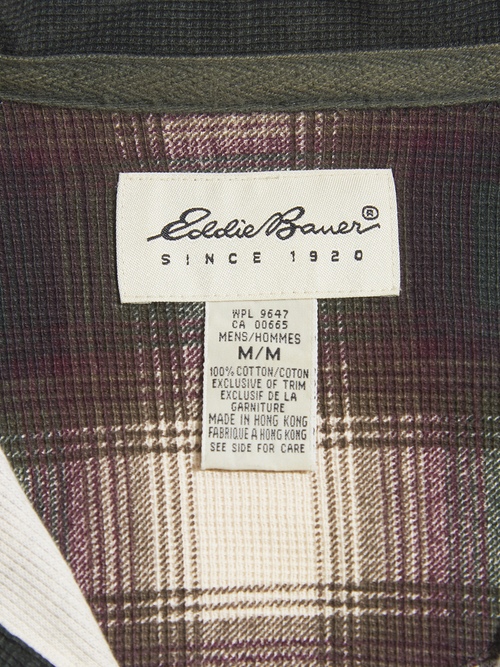 Eddie Bauer®
SINCE 1920
WPL 9647
CA 00665
MENS/HOMMES
M/M
100% COTTON/COTON
EXCLUSIVE OF TRIM
EXCLUSIF DE LA
GARNITURE
MADE IN HONG KONG
FABRIQUE A HONG KONG
SEE SIDE FOR CARE